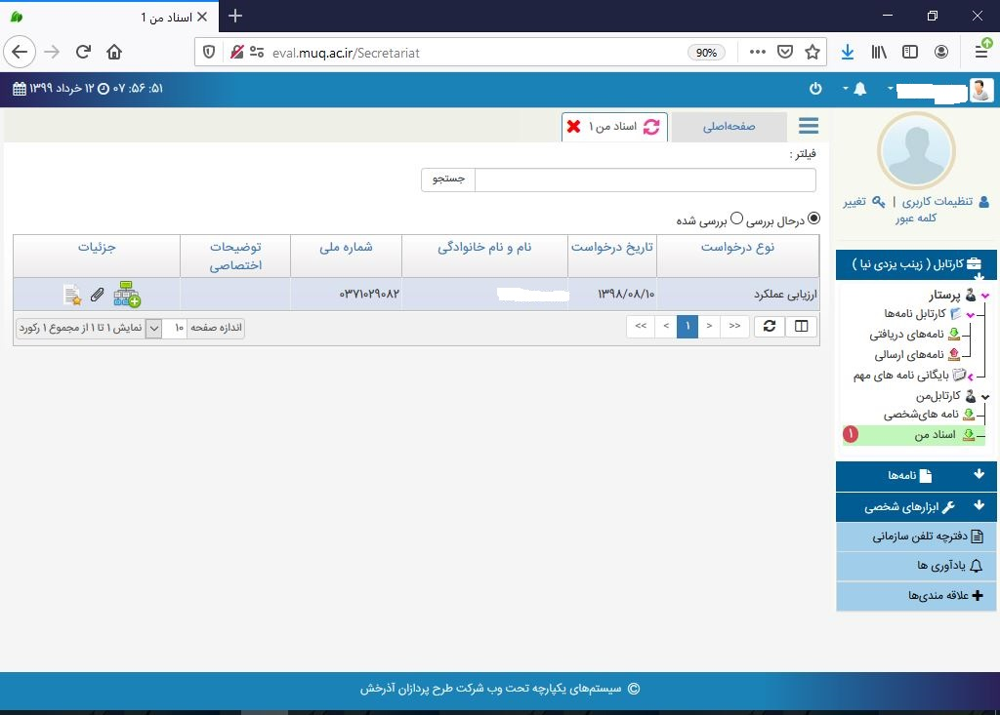 اسناد من 1
eval.muq.ac.ir/Secretariat
90%
۱۲ خرداد ۱۳۹۹ ۰۷ :۵۶ :۵۱
صفحه‌اصلی
اسناد من ۱
فیلتر :
جستجو
درحال بررسی بررسی شده
نوع درخواست
تاریخ درخواست
نام و نام خانوادگی
شماره ملی
توضیحات اختصاصی
جزئیات
ارزیابی عملکرد
۱۳۹۸/۰۸/۱۰
۰۳۷۱۰۲۹۰۸۲
<< < ۱ > >>
اندازه صفحه ۱۰ نمایش ۱ تا ۱ از مجموع ۱ رکورد
تنظیمات کاربری | تغییر
کلمه عبور
کارتابل ( زینب یزدی نیا )
پرستار
کارتابل نامه‌ها
نامه‌های دریافتی
نامه‌های ارسالی
بایگانی نامه های مهم
کارتابل‌من
نامه های‌شخصی
اسناد من ۱
نامه‌ها
ابزارهای شخصی
دفترچه تلفن سازمانی
یادآوری ها
علاقه مندی‌ها
© سیستم‌های یکپارچه تحت وب شرکت طرح پردازان آذرخش